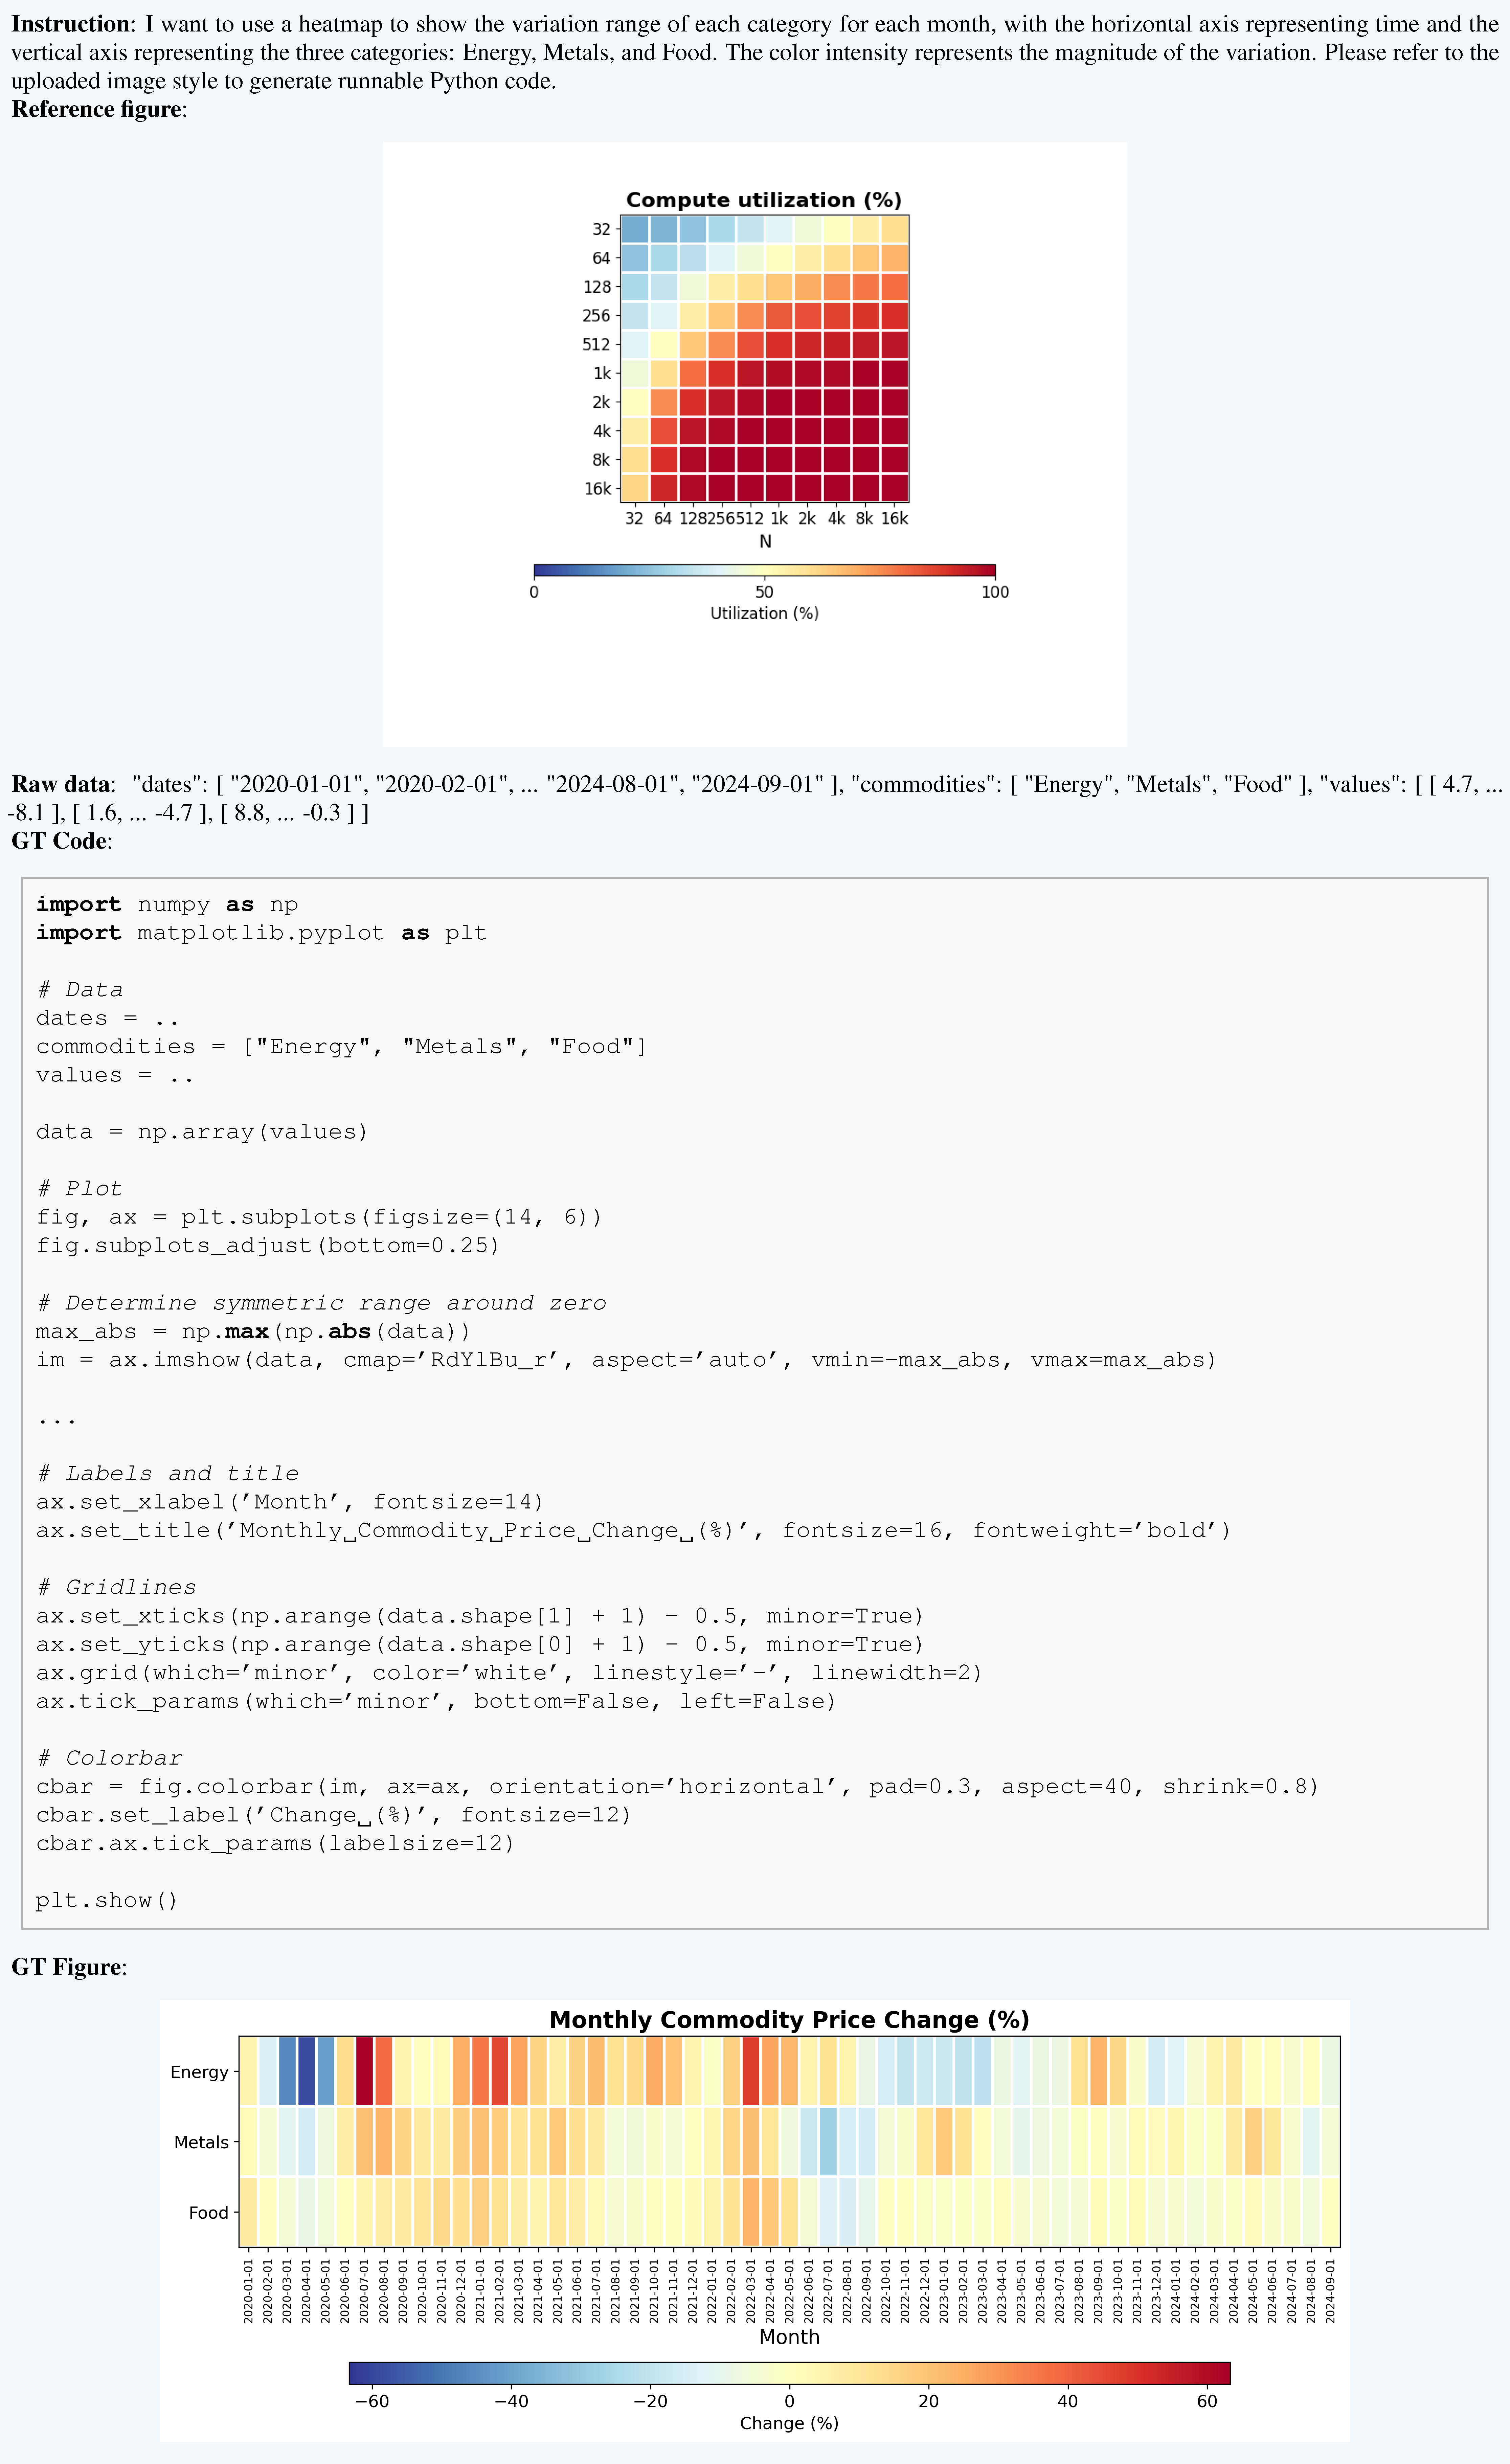 Instruction: I want to use a heatmap to show the variation range of each category for each month, with the horizontal axis representing time and the
vertical axis representing the three categories: Energy, Metals, and Food. The color intensity represents the magnitude of the variation. Please refer to the
uploaded image style to generate runnable Python code.
Reference figure:
Compute utilization (%)
32
64
128
256
512
1k
2k
4k
8k
16k
32 64 128 256 512 1k 2k 4k 8k 16k
N
0 50 100
Utilization (%)
Raw data: "dates": [ "2020-01-01", "2020-02-01", ... "2024-08-01", "2024-09-01" ], "commodities": [ "Energy", "Metals", "Food" ], "values": [ [ 4.7, ...
-8.1 ], [ 1.6, ... -4.7 ], [ 8.8, ... -0.3 ] ]
GT Code:
import numpy as np
import matplotlib.pyplot as plt
# Data
dates = ..
commodities = ["Energy", "Metals", "Food"]
values = ..
data = np.array(values)
# Plot
fig, ax = plt.subplots(figsize=(14, 6))
fig.subplots_adjust(bottom=0.25)
# Determine symmetric range around zero
max_abs = np.max(np.abs(data))
im = ax.imshow(data, cmap='RdYlBu_r', aspect='auto', vmin=-max_abs, vmax=max_abs)
...
# Labels and title
ax.set_xlabel('Month', fontsize=14)
ax.set_title('Monthly␣Commodity␣Price␣Change␣(%)', fontsize=16, fontweight='bold')
# Gridlines
ax.set_xticks(np.arange(data.shape[1] + 1) - 0.5, minor=True)
ax.set_yticks(np.arange(data.shape[0] + 1) - 0.5, minor=True)
ax.grid(which='minor', color='white', linestyle='-', linewidth=2)
ax.tick_params(which='minor', bottom=False, left=False)
# Colorbar
cbar = fig.colorbar(im, ax=ax, orientation='horizontal', pad=0.3, aspect=40, shrink=0.8)
cbar.set_label('Change␣(%)', fontsize=12)
cbar.ax.tick_params(labelsize=12)
plt.show()
GT Figure:
Monthly Commodity Price Change (%)
Energy
Metals
Food
2020-01-01 2020-02-01 2020-03-01 2020-04-01 2020-05-01 2020-06-01 2020-07-01 2020-08-01 2020-09-01 2020-10-01 2020-11-01 2020-12-01 2021-01-01 2021-02-01 2021-03-01 2021-04-01 2021-05-01 2021-06-01 2021-07-01 2021-08-01 2021-09-01 2021-10-01 2021-11-01 2021-12-01 2022-01-01 2022-02-01 2022-03-01 2022-04-01 2022-05-01 2022-06-01 2022-07-01 2022-08-01 2022-09-01 2022-10-01 2022-11-01 2022-12-01 2023-01-01 2023-02-01 2023-03-01 2023-04-01 2023-05-01 2023-06-01 2023-07-01 2023-08-01 2023-09-01 2023-10-01 2023-11-01 2023-12-01 2024-01-01 2024-02-01 2024-03-01 2024-04-01 2024-05-01 2024-06-01 2024-07-01 2024-08-01 2024-09-01
Month
−60 −40 −20 0 20 40 60
Change (%)